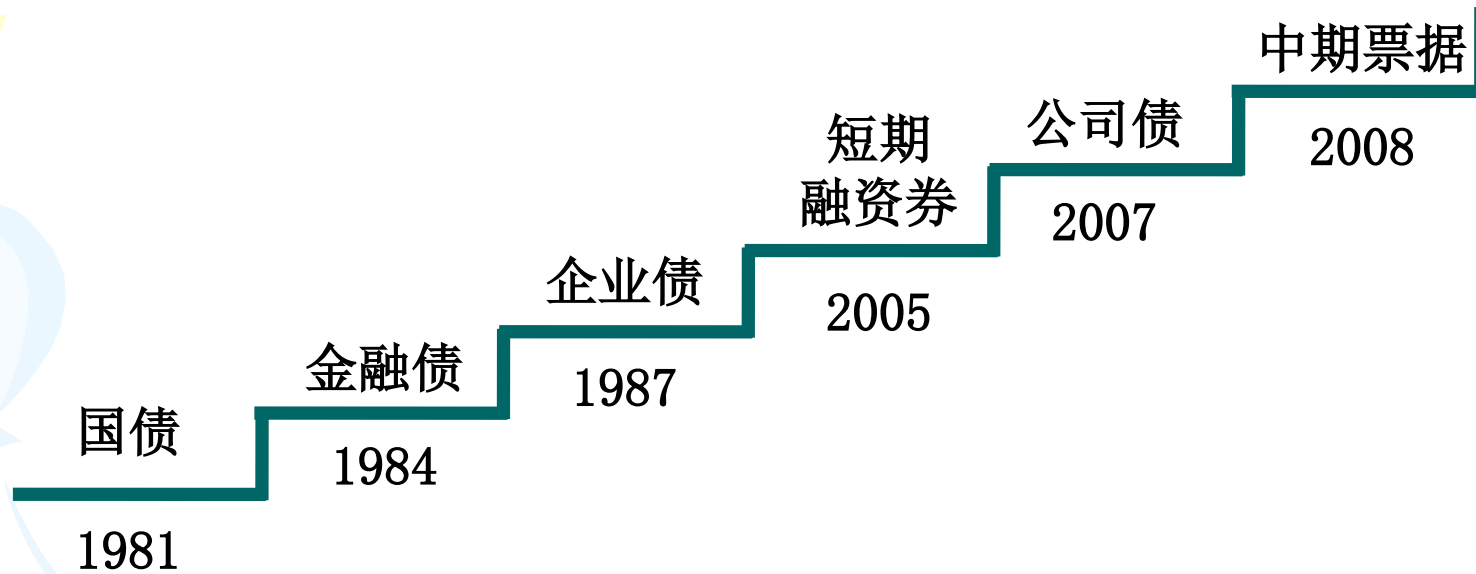 国债
1981
金融债
1984
企业债
1987
短期
融资券
2005
公司债
2007
中期票据
2008